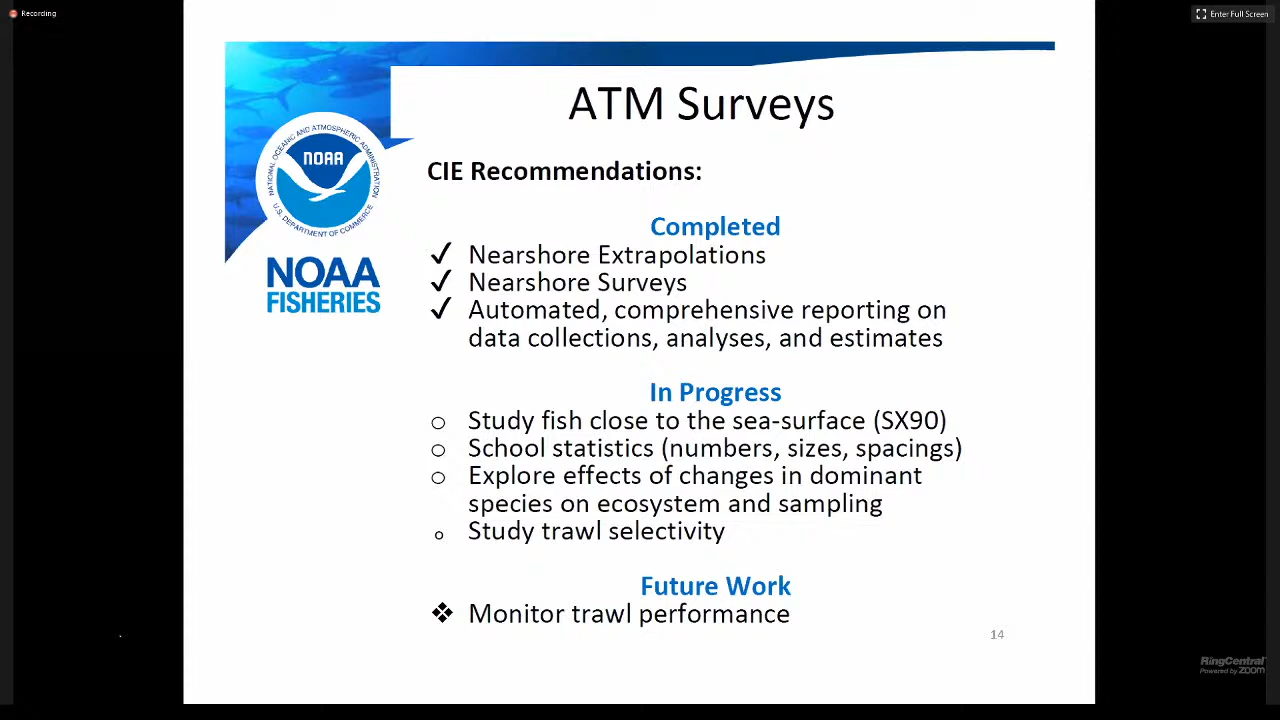 Recording
Enter Full Screen
ATM Surveys
NATIONAL OCEANIC AND ATMOSPHERIC ADMINISTRATION
NOAA
U.S. DEPARTMENT OF COMMERCE
NOAA
FISHERIES
CIE Recommendations:
Completed
✓ Nearshore Extrapolations
✓ Nearshore Surveys
✓ Automated, comprehensive reporting on
data collections, analyses, and estimates
In Progress
o Study fish close to the sea-surface (SX90)
o School statistics (numbers, sizes, spacings)
o Explore effects of changes in dominant
species on ecosystem and sampling
o Study trawl selectivity
Future Work
❖ Monitor trawl performance
14
RingCentral
Powered by zoom